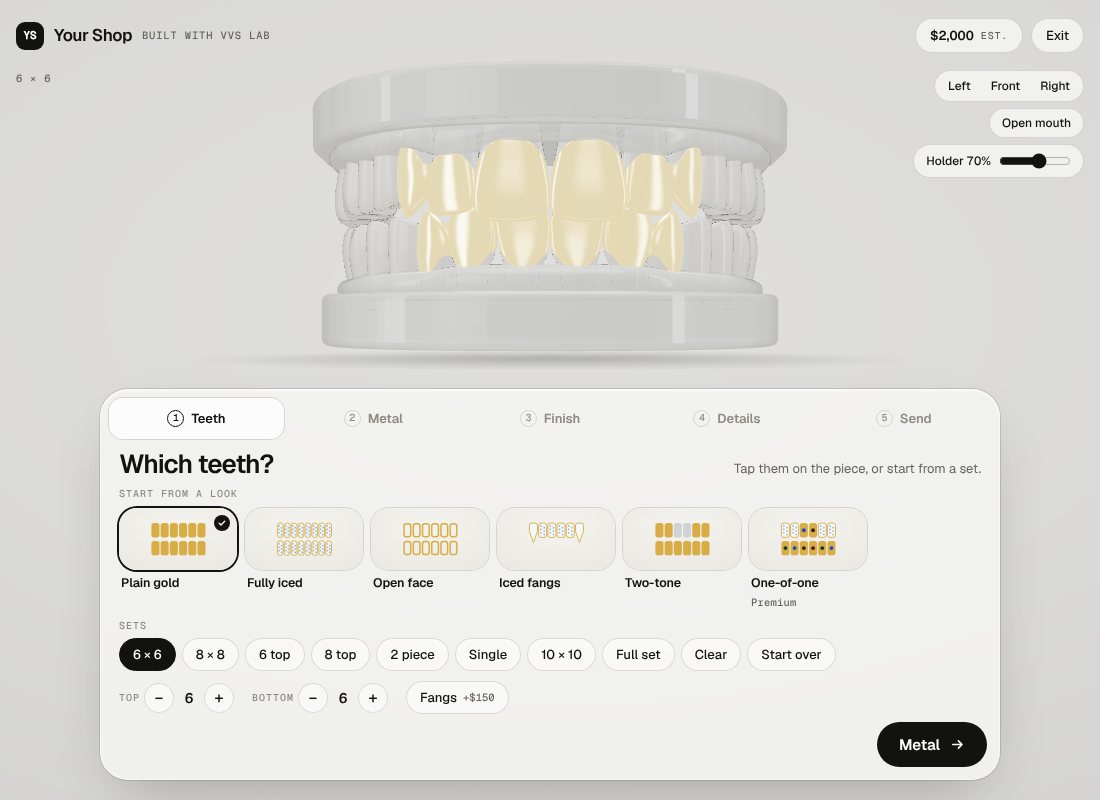 YS Your Shop BUILT WITH VVS LAB
$2,000 EST. Exit
6 × 6
Left Front Right
Open mouth
Holder 70%
1 Teeth 2 Metal 3 Finish 4 Details 5 Send
Which teeth?
Tap them on the piece, or start from a set.
START FROM A LOOK
Plain gold Fully iced Open face Iced fangs Two-tone One-of-one
Premium
SETS
6 × 6 8 × 8 6 top 8 top 2 piece Single 10 × 10 Full set Clear Start over
TOP − 6 + BOTTOM − 6 + Fangs +$150
Metal →